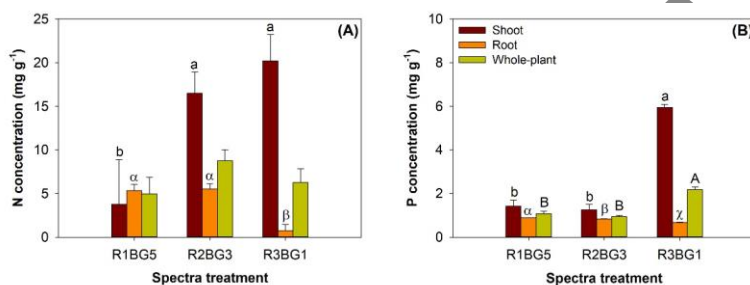 (A)
N concentration (mg g⁻¹)
25
20
15
10
5
0
b
α
a
α
a
β
R1BG5 R2BG3 R3BG1
Spectra treatment
(B)
P concentration (mg g⁻¹)
10
8
6
4
2
0
Shoot
Root
Whole-plant
b
α
B
b
β
B
a
χ
A
R1BG5 R2BG3 R3BG1
Spectra treatment